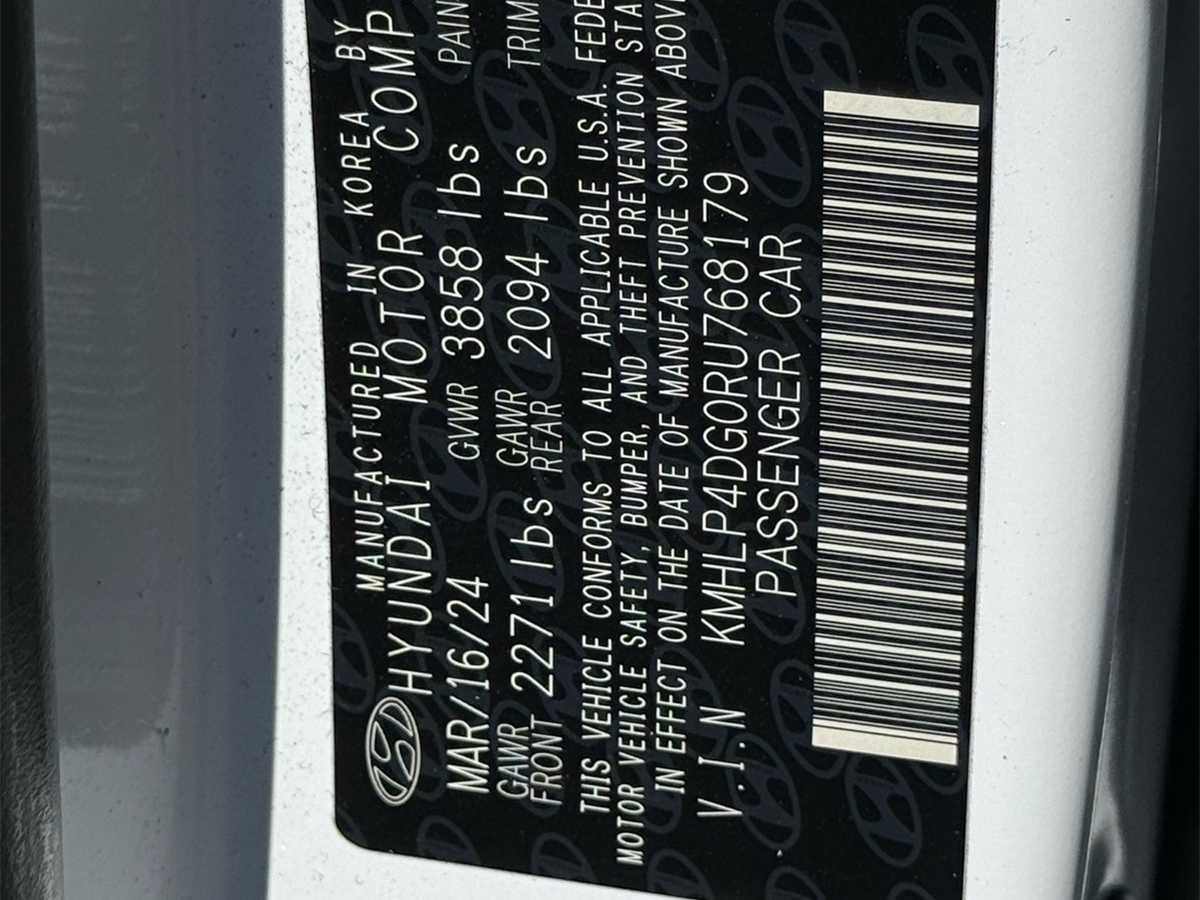 MANUFACTURED IN KOREA BY
HYUNDAI MOTOR COMP
MAR/16/24 GVWR 3858 lbs PAIN
GAWR FRONT 2271 lbs GAWR REAR 2094 lbs TRIM
THIS VEHICLE CONFORMS TO ALL APPLICABLE U.S.A. FEDE
MOTOR VEHICLE SAFETY, BUMPER, AND THEFT PREVENTION STA
IN EFFECT ON THE DATE OF MANUFACTURE SHOWN ABOV
V.I.N KMHLP4DG0RU768179
PASSENGER CAR